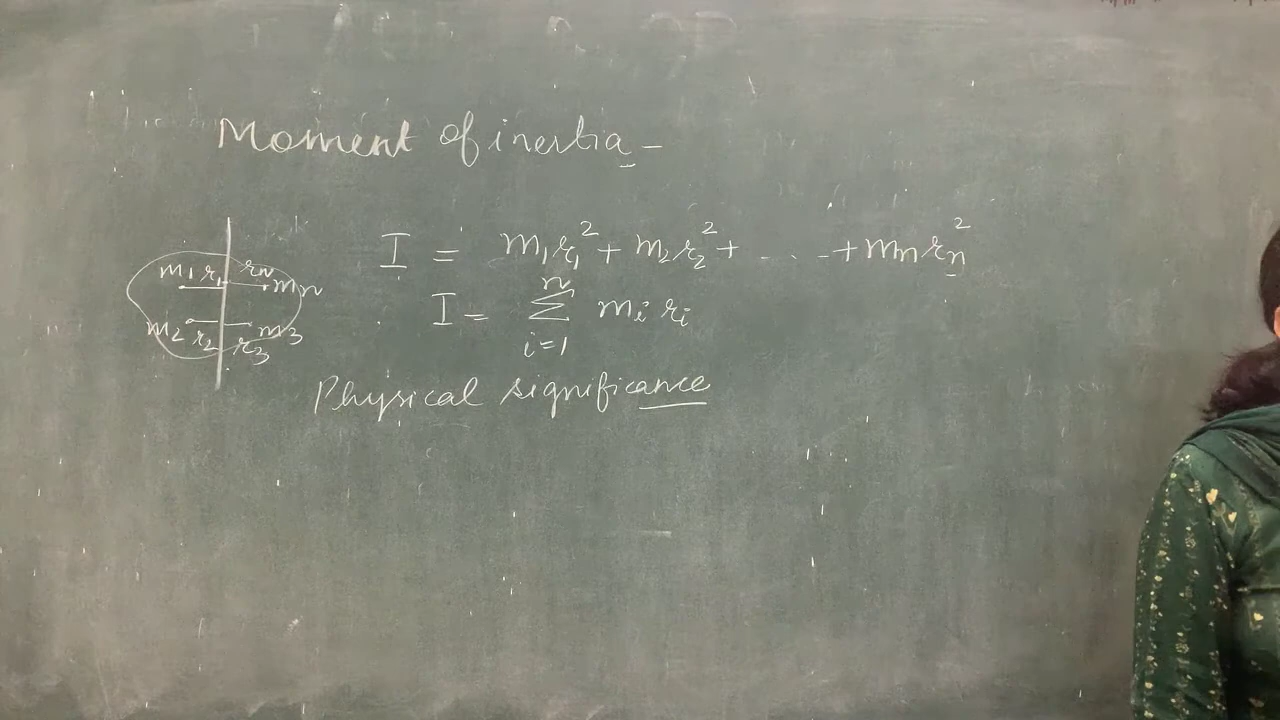 Moment of inertia -
I = m₁r₁² + m₂r₂² + . . . - + mₙrₙ²
m₁ r₁ rₙ mₙ
I = n Σ i=1 mᵢ rᵢ
m₂ r₂ r₃ m₃
Physical significance